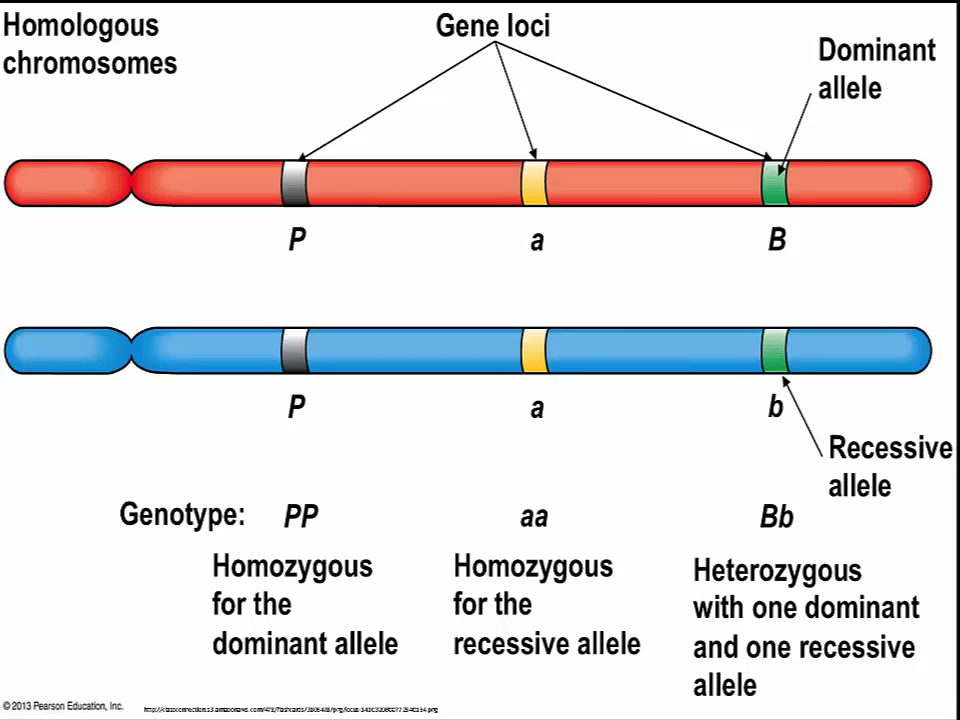 Homologous
chromosomes
Gene loci
Dominant
allele
P
a
B
P
a
b
Recessive
allele
Genotype:
PP
aa
Bb
Homozygous
for the
dominant allele
Homozygous
for the
recessive allele
Heterozygous
with one dominant
and one recessive
allele
© 2013 Pearson Education, Inc.